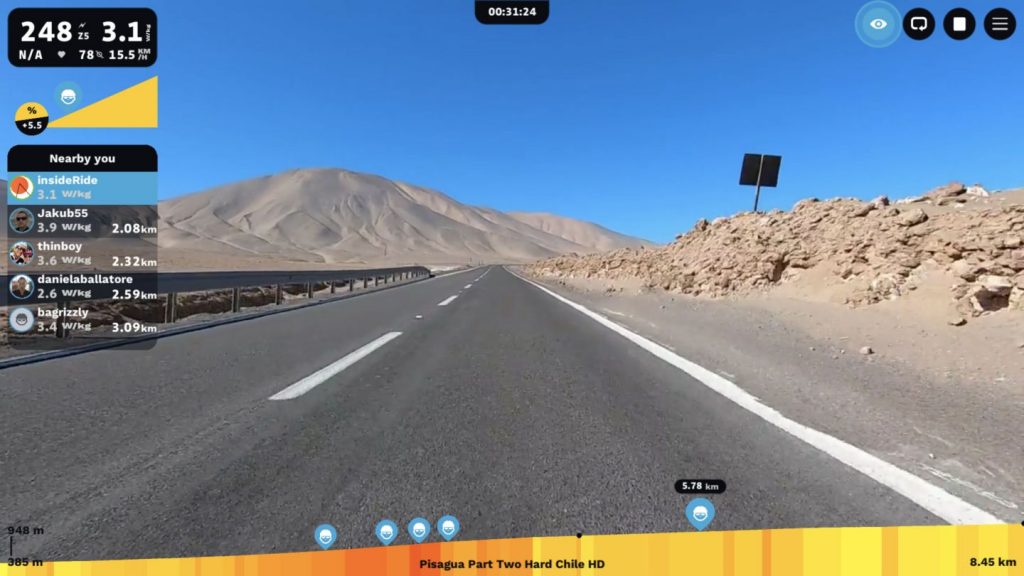 00:31:24
248 Z5 3.1 W/kg
N/A 78 15.5 KM/H
%
+5.5
Nearby you
insideRide
3.1 W/kg
Jakub55
3.9 W/kg 2.08km
thinboy
3.6 W/kg 2.32km
danielaballatore
2.6 W/kg 2.59km
bagrizzly
3.4 W/kg 3.09km
5.78 km
948 m
385 m
Pisagua Part Two Hard Chile HD
8.45 km